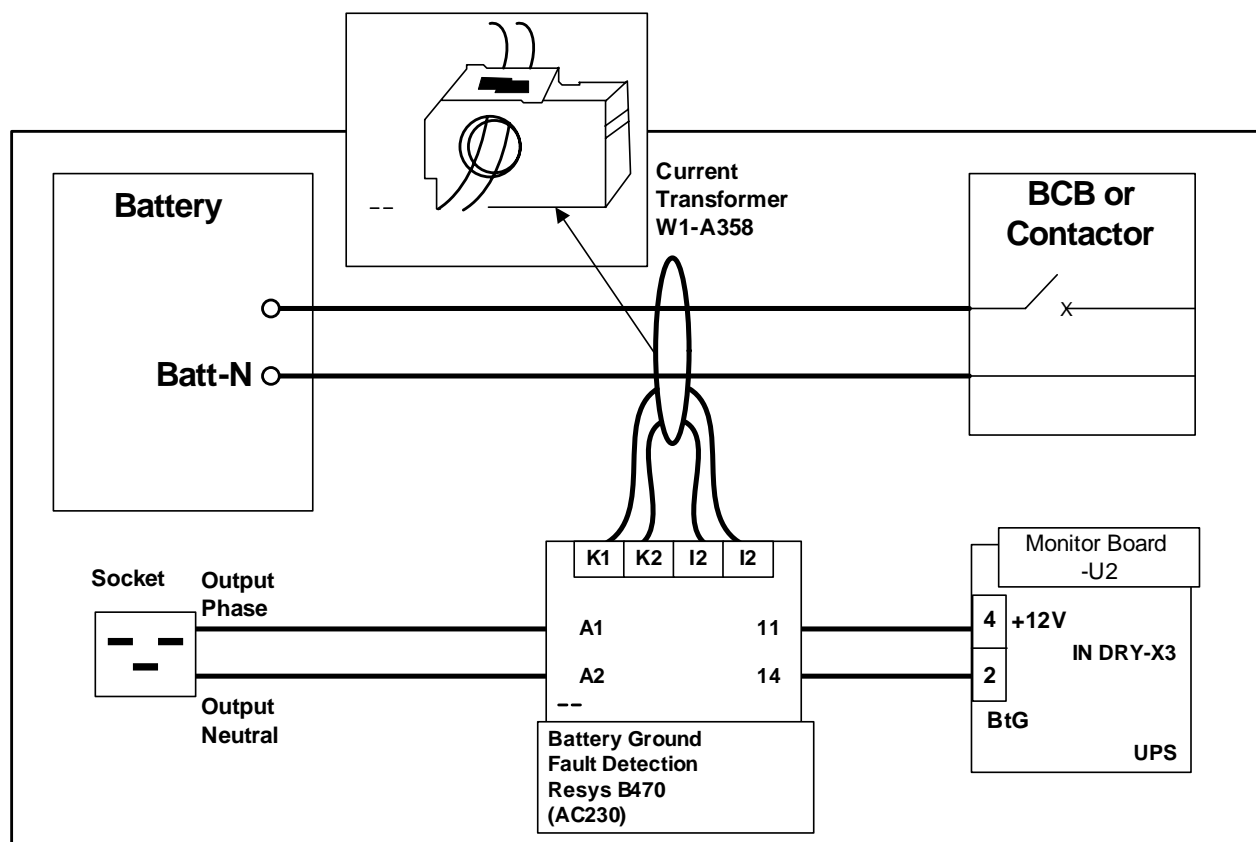 Current
Transformer
W1-A358
--
Battery
Batt-N
BCB or
Contactor
X
K1
K2
I2
I2
Socket
Output
Phase
Output
Neutral
A1
11
A2
14
--
Battery Ground
Fault Detection
Resys B470
(AC230)
Monitor Board
-U2
4
+12V
IN DRY-X3
2
BtG
UPS